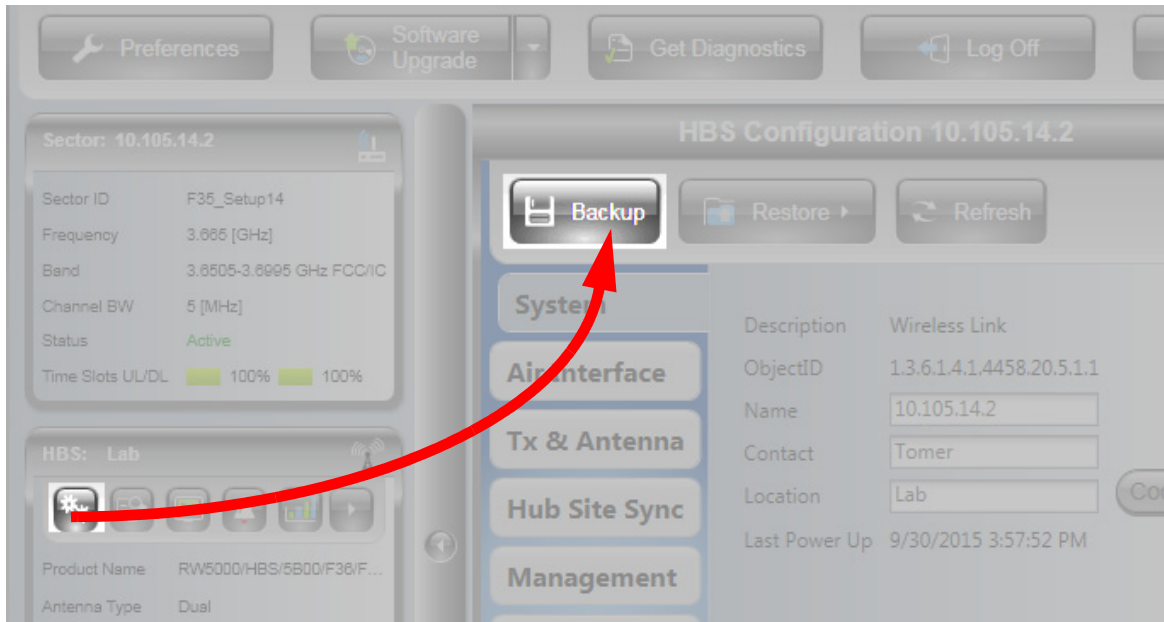 Preferences
Software
Upgrade
Get Diagnostics
Log Off
Sector: 10.105.14.2
Sector ID F35_Setup14
Frequency 3.665 [GHz]
Band 3.6505-3.6995 GHz FCC/IC
Channel BW 5 [MHz]
Status Active
Time Slots UL/DL 100% 100%
HBS: Lab
Product Name RW5000/HBS/5B00/F36/F...
Antenna Type Dual
HBS Configuration 10.105.14.2
Backup
Restore
Refresh
System
Air Interface
Tx & Antenna
Hub Site Sync
Management
Description Wireless Link
ObjectID 1.3.6.1.4.1.4458.20.5.1.1
Name 10.105.14.2
Contact Tomer
Location Lab
Last Power Up 9/30/2015 3:57:52 PM